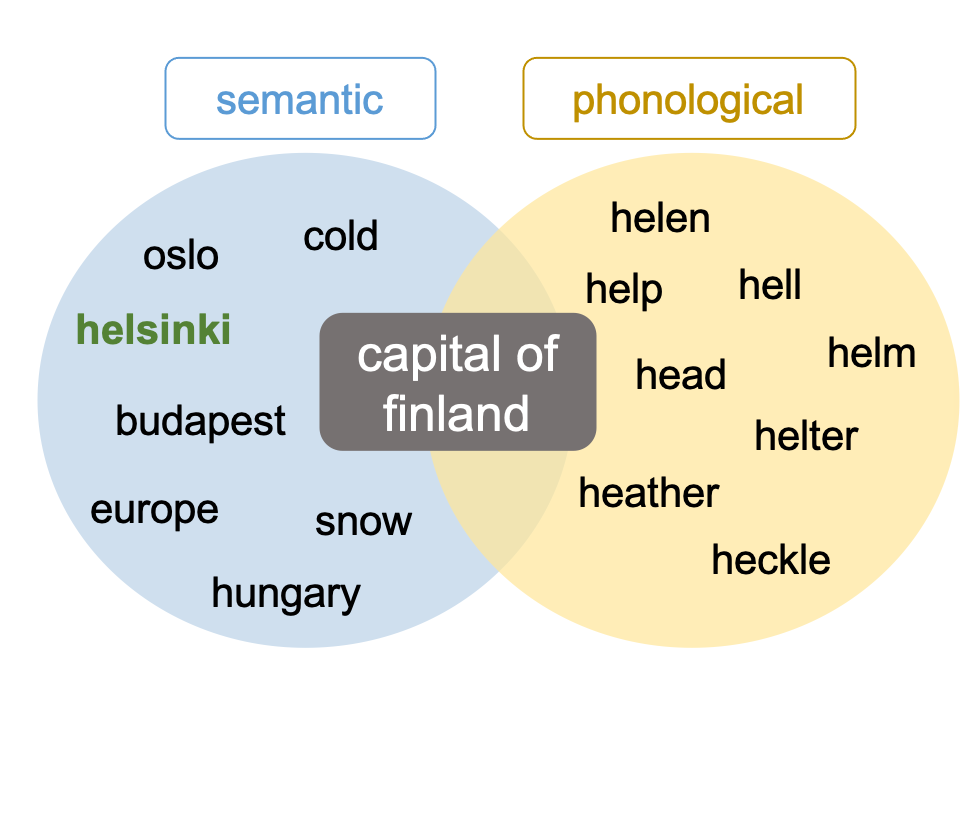 semantic
phonological
oslo
cold
helsinki
budapest
europe
snow
hungary
capital of
finland
helen
help
hell
helm
head
helter
heather
heckle